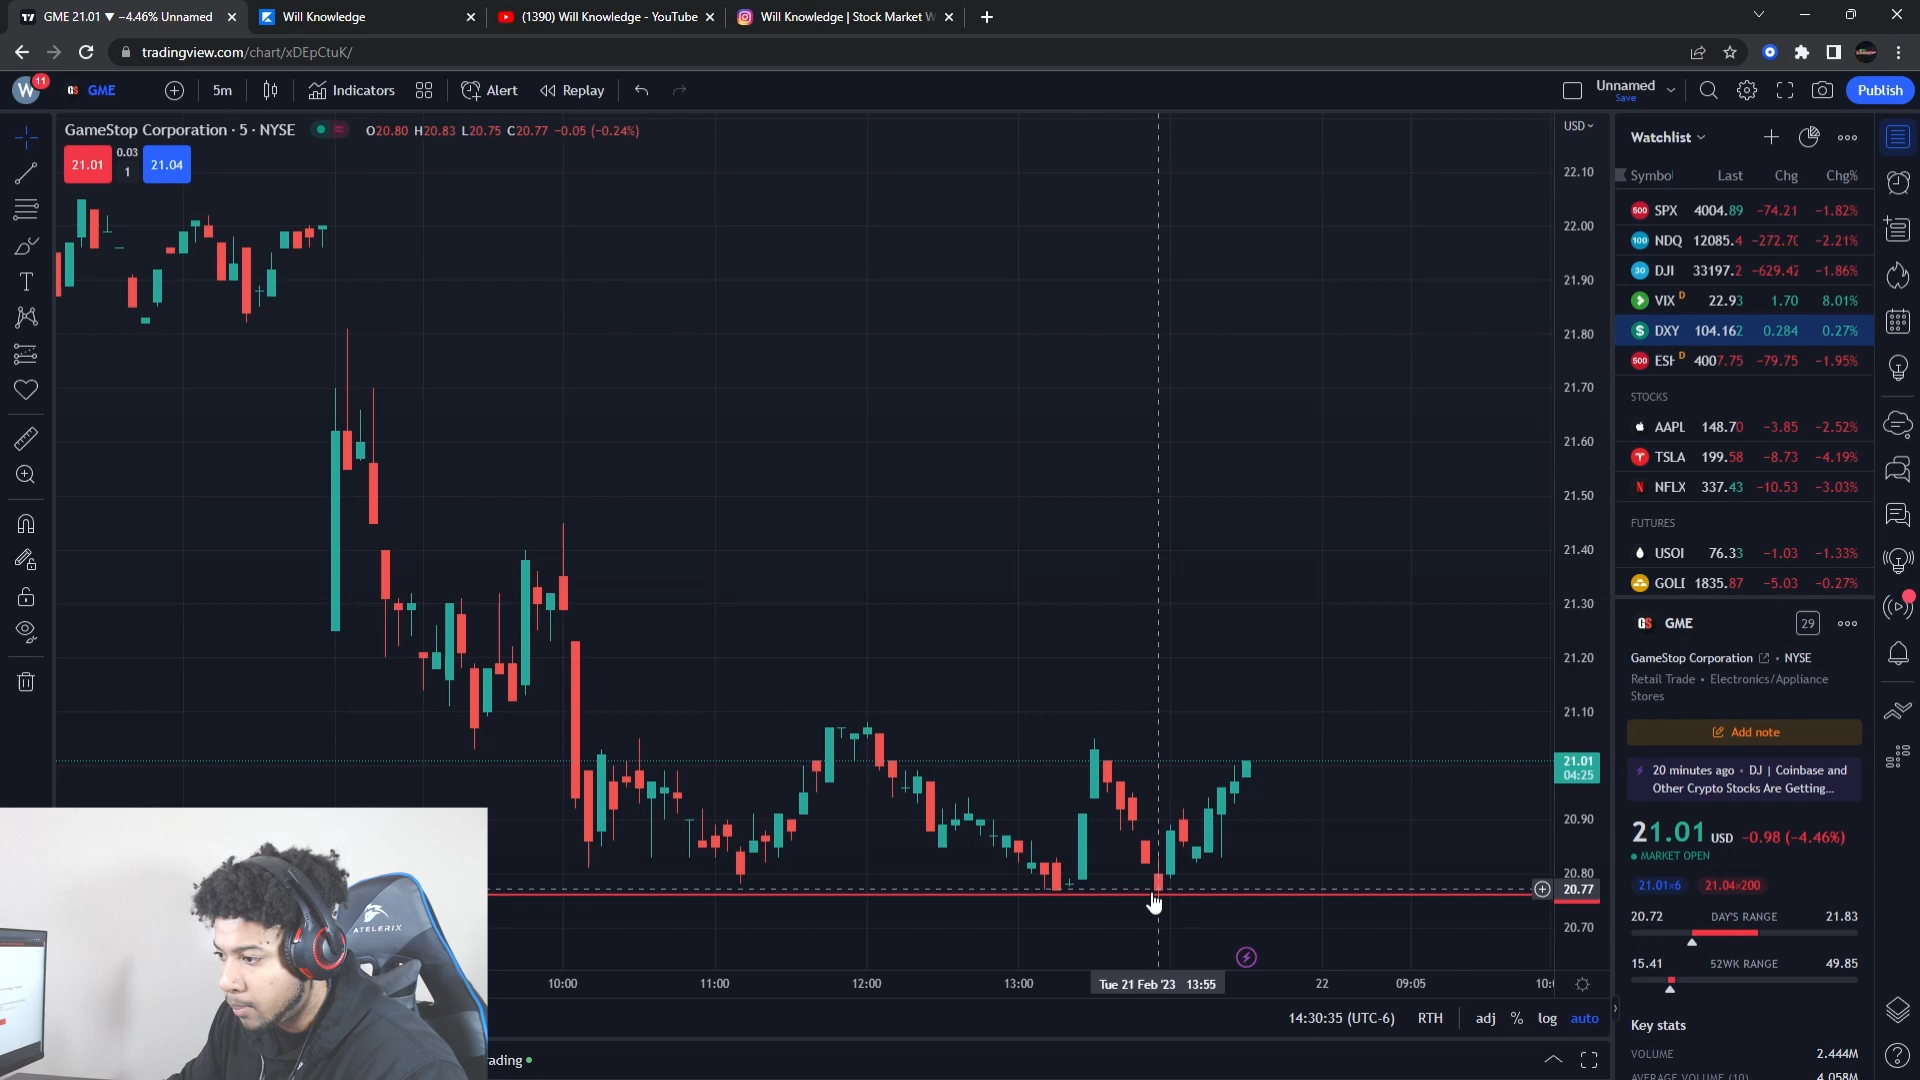 GME 21.01 ▼ −4.46% Unnamed
Will Knowledge
(1390) Will Knowledge - YouTube
Will Knowledge | Stock Market W
tradingview.com/chart/xDEpCtuK/
W
11
GME
5m
Indicators
Alert
Replay
Unnamed
Save
Publish
GameStop Corporation · 5 · NYSE
O20.80 H20.83 L20.75 C20.77 −0.05 (−0.24%)
21.01
0.03
1
21.04
USD
22.10
22.00
21.90
21.80
21.70
21.60
21.50
21.40
21.30
21.20
21.10
21.01
04:25
20.90
20.80
20.77
20.70
10:00
11:00
12:00
13:00
Tue 21 Feb '23 13:55
22
09:05
14:30:35 (UTC-6)
RTH
adj
%
log
auto
ading
ATELERIX
Watchlist
Symbol
Last
Chg
Chg%
SPX 4004.89 −74.21 −1.82%
NDQ 12085.4 −272.7( −2.21%
DJI 33197.2 −629.42 −1.86%
VIX D 22.93 1.70 8.01%
DXY 104.162 0.284 0.27%
ES D 4007.75 −79.75 −1.95%
STOCKS
AAPL 148.70 −3.85 −2.52%
TSLA 199.58 −8.73 −4.19%
NFLX 337.43 −10.53 −3.03%
FUTURES
USOI 76.33 −1.03 −1.33%
GOLD 1835.87 −5.03 −0.27%
GME
29
GameStop Corporation • NYSE
Retail Trade • Electronics/Appliance
Stores
Add note
20 minutes ago • DJ | Coinbase and
Other Crypto Stocks Are Getting...
21.01 USD −0.98 (−4.46%)
MARKET OPEN
21.01×6
21.04×200
20.72 DAY'S RANGE 21.83
15.41 52WK RANGE 49.85
Key stats
VOLUME 2.444M
AVERAGE VOLUME (10) 4.058M